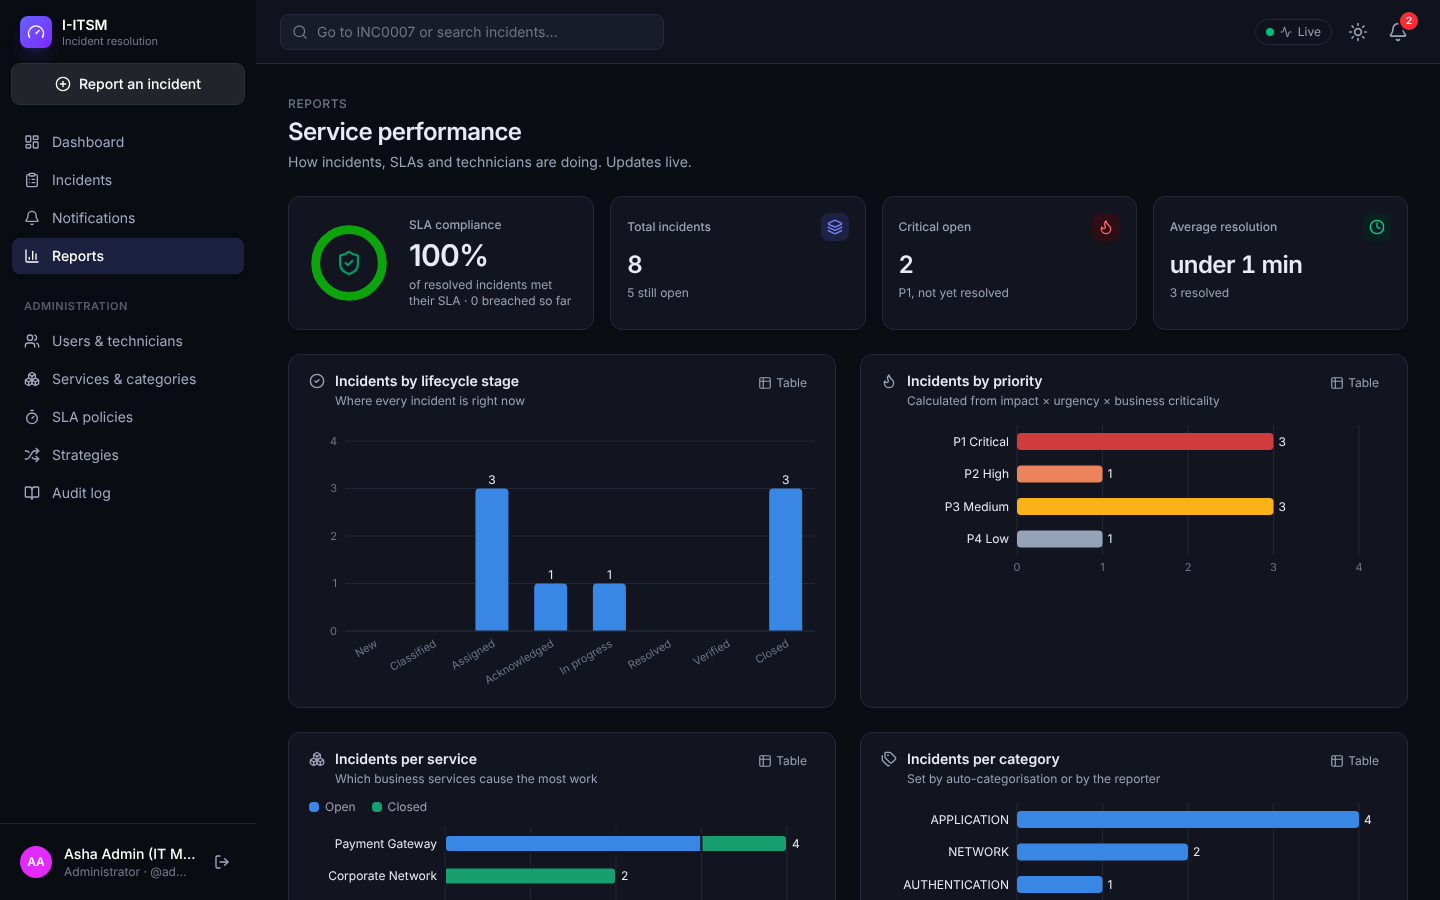 I-ITSM
Incident resolution
Report an incident
Dashboard
Incidents
Notifications
Reports
ADMINISTRATION
Users & technicians
Services & categories
SLA policies
Strategies
Audit log
AA
Asha Admin (IT M...
Administrator · @ad...
Go to INC0007 or search incidents...
Live
2
REPORTS
Service performance
How incidents, SLAs and technicians are doing. Updates live.
SLA compliance
100%
of resolved incidents met
their SLA · 0 breached so far
Total incidents
8
5 still open
Critical open
2
P1, not yet resolved
Average resolution
under 1 min
3 resolved
Incidents by lifecycle stage
Where every incident is right now
Table
4
3
2
1
0
3
1
1
3
New
Classified
Assigned
Acknowledged
In progress
Resolved
Verified
Closed
Incidents by priority
Calculated from impact × urgency × business criticality
Table
P1 Critical
3
P2 High
1
P3 Medium
3
P4 Low
1
0
1
2
3
4
Incidents per service
Which business services cause the most work
Table
Open
Closed
Payment Gateway
4
Corporate Network
2
Incidents per category
Set by auto-categorisation or by the reporter
Table
APPLICATION
4
NETWORK
2
AUTHENTICATION
1